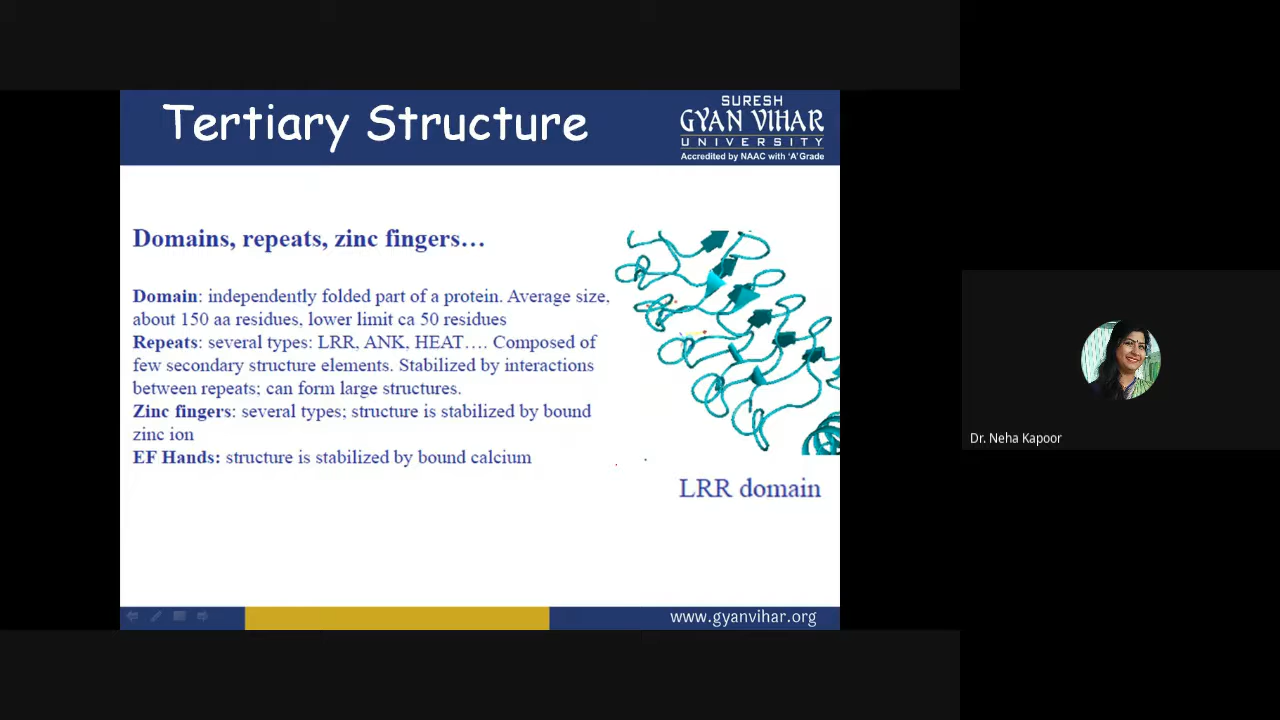 Tertiary Structure
SURESH
GYAN VIHAR
UNIVERSITY
Accredited by NAAC with 'A' Grade
Domains, repeats, zinc fingers…
Domain: independently folded part of a protein. Average size,
about 150 aa residues, lower limit ca 50 residues
Repeats: several types: LRR, ANK, HEAT…. Composed of
few secondary structure elements. Stabilized by interactions
between repeats; can form large structures.
Zinc fingers: several types; structure is stabilized by bound
zinc ion
EF Hands: structure is stabilized by bound calcium
LRR domain
www.gyanvihar.org
Dr. Neha Kapoor